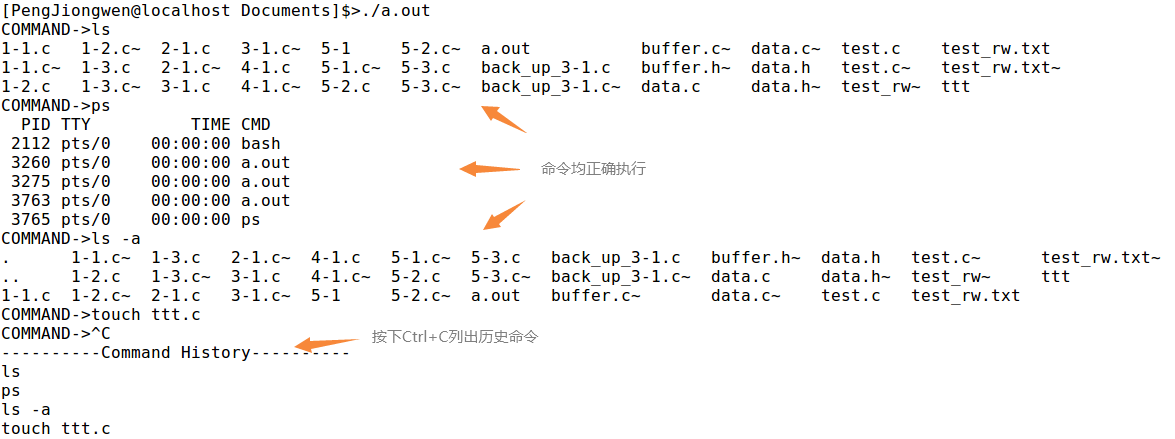 [PengJiongwen@localhost Documents]$>./a.out
COMMAND->ls
1-1.c   1-2.c~  2-1.c   3-1.c~  5-1     5-2.c~  a.out           buffer.c~  data.c~  test.c    test_rw.txt
1-1.c~  1-3.c   2-1.c~  4-1.c   5-1.c~  5-3.c   back_up_3-1.c   buffer.h~  data.h   test.c~   test_rw.txt~
1-2.c   1-3.c~  3-1.c   4-1.c~  5-2.c   5-3.c~  back_up_3-1.c~  data.c     data.h~  test_rw~  ttt
COMMAND->ps
  PID TTY          TIME CMD
 2112 pts/0    00:00:00 bash
 3260 pts/0    00:00:00 a.out
命令均正确执行
 3275 pts/0    00:00:00 a.out
 3763 pts/0    00:00:00 a.out
 3765 pts/0    00:00:00 ps
COMMAND->ls -a
.      1-1.c~  1-3.c   2-1.c~  4-1.c   5-1.c~  5-3.c   back_up_3-1.c   buffer.h~  data.h   test.c~      test_rw.txt~
..     1-2.c   1-3.c~  3-1.c   4-1.c~  5-2.c   5-3.c~  back_up_3-1.c~  data.c     data.h~  test_rw~     ttt
1-1.c  1-2.c~  2-1.c   3-1.c~  5-1     5-2.c~  a.out   buffer.c~       data.c~    test.c   test_rw.txt
COMMAND->touch ttt.c
COMMAND->^C
按下Ctrl+C列出历史命令
----------Command History----------
ls
ps
ls -a
touch ttt.c